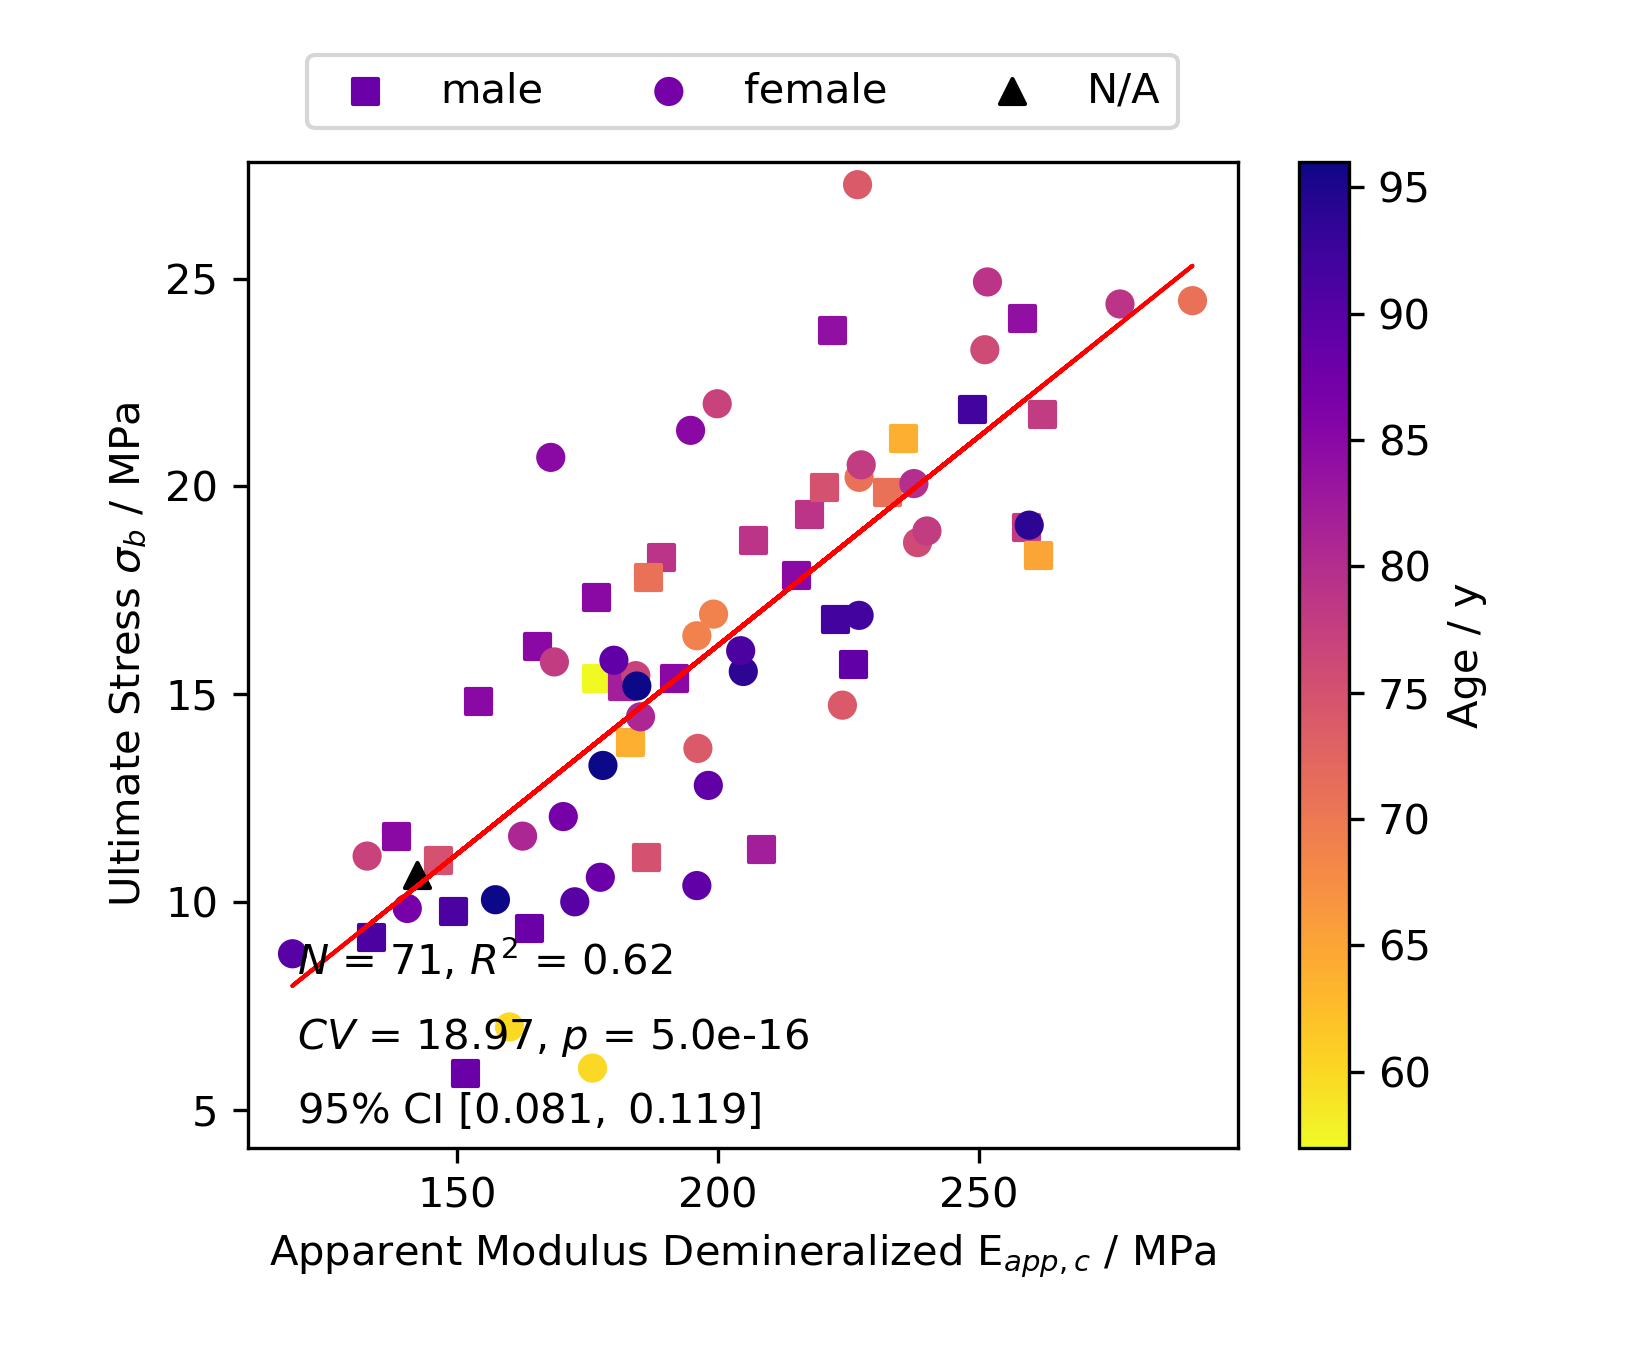 male female N/A
25
20
15
10
5
Ultimate Stress σb / MPa
N = 71, R² = 0.62
CV = 18.97, p = 5.0e-16
95% CI [0.081, 0.119]
150 200 250
Apparent Modulus Demineralized Eapp, c / MPa
95
90
85
80
75
70
65
60
Age / y